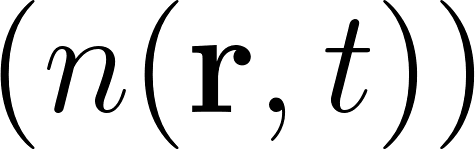 (n(𝐫, t))